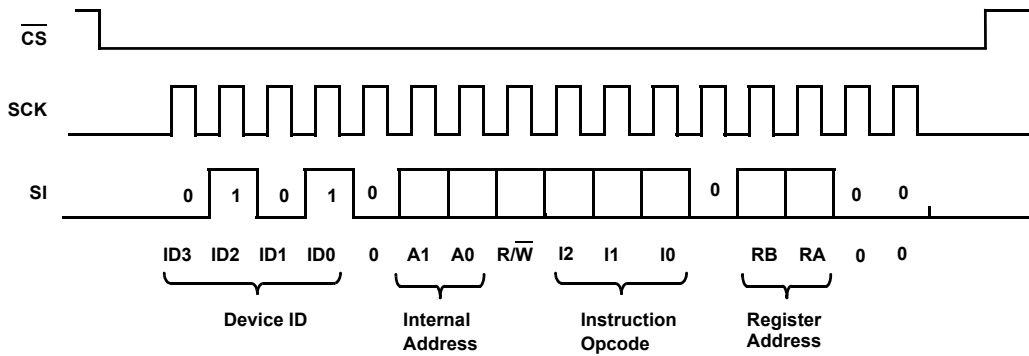 CS
SCK
SI 0 1 0 1 0 0 0 0
ID3 ID2 ID1 ID0 0 A1 A0 R/W I2 I1 I0 RB RA 0 0
Device ID Internal Instruction Register
Address Opcode Address